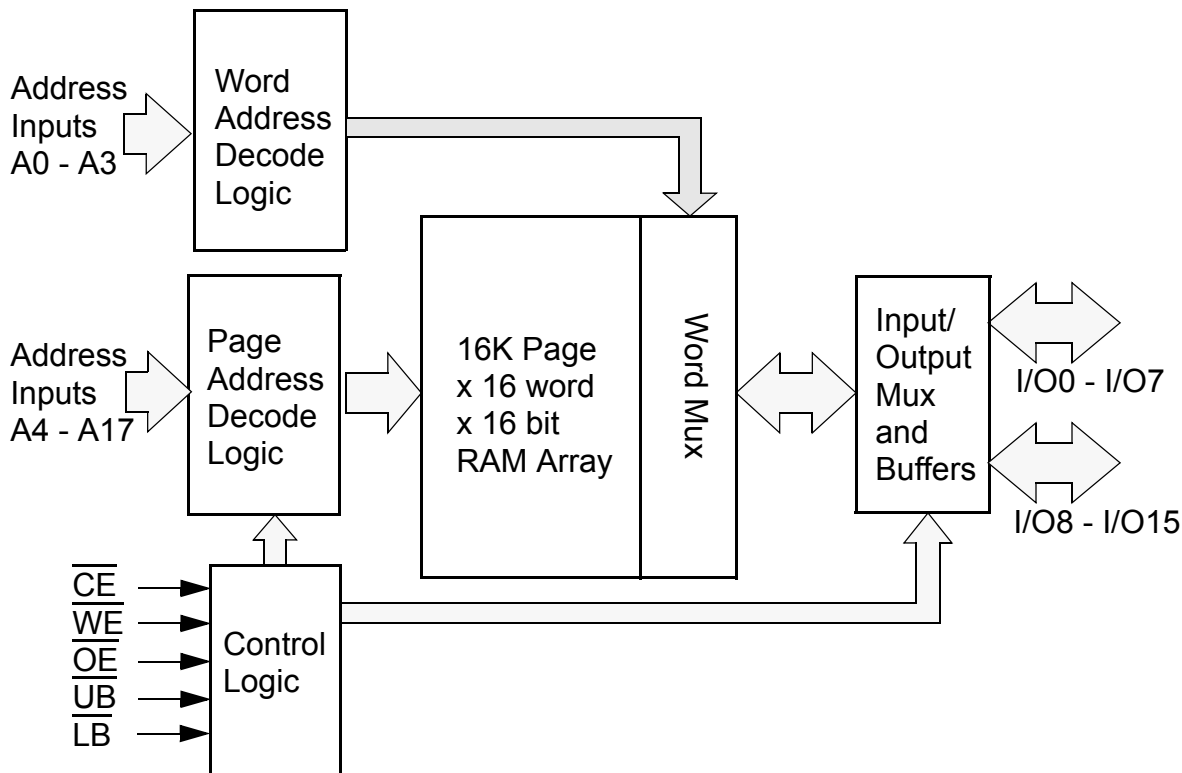 Address
Inputs
A0 - A3
Word
Address
Decode
Logic
Address
Inputs
A4 - A17
Page
Address
Decode
Logic
16K Page
x 16 word
x 16 bit
RAM Array
Word Mux
Input/
Output
Mux
and
Buffers
I/O0 - I/O7
I/O8 - I/O15
CE
WE
OE
UB
LB
Control
Logic